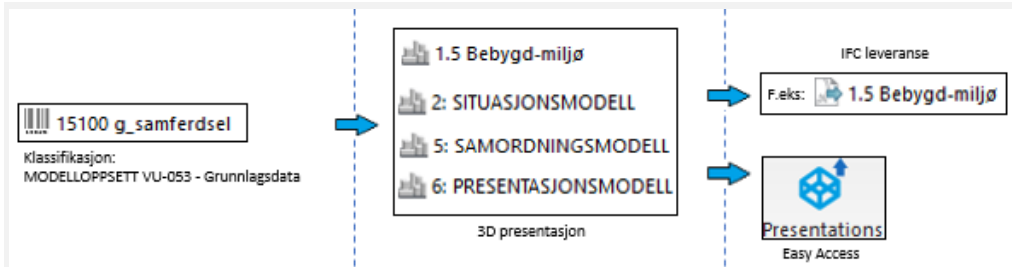 15100 g_samferdsel
Klassifikasjon:
MODELLOPPSETT VU-053 - Grunnlagsdata
1.5 Bebygd-miljø
2: SITUASJONSMODELL
5: SAMORDNINGSMODELL
6: PRESENTASJONSMODELL
3D presentasjon
IFC leveranse
F.eks: 1.5 Bebygd-miljø
Presentations
Easy Access